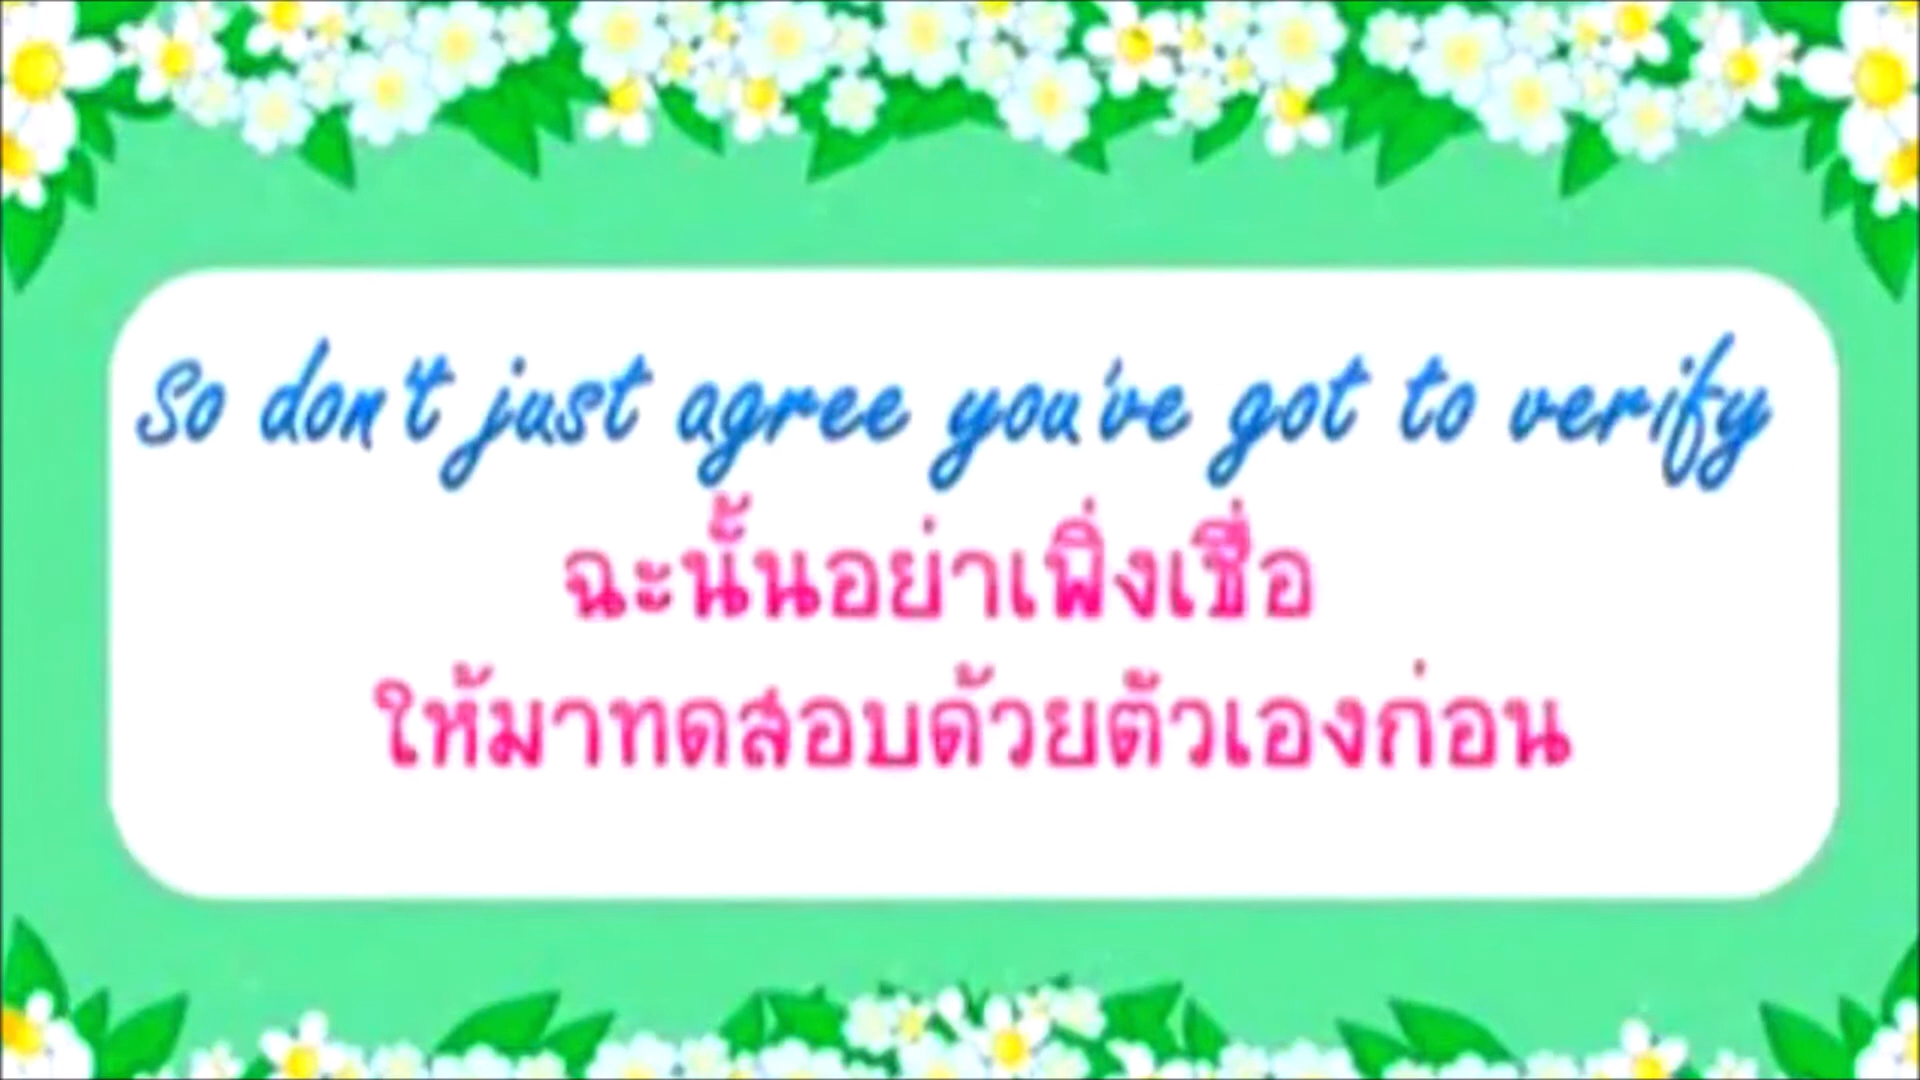 So don't just agree you've got to verify
ฉะนั้นอย่าเพิ่งเชื่อ
ให้มาทดสอบด้วยตัวเองก่อน